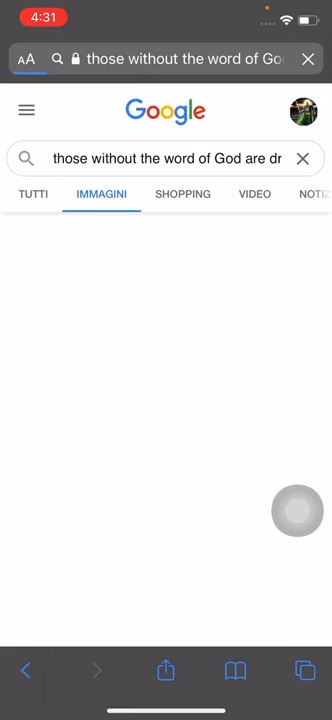 4:31
AA those without the word of Go
Google
those without the word of God are dr
TUTTI IMMAGINI SHOPPING VIDEO NOTIZ